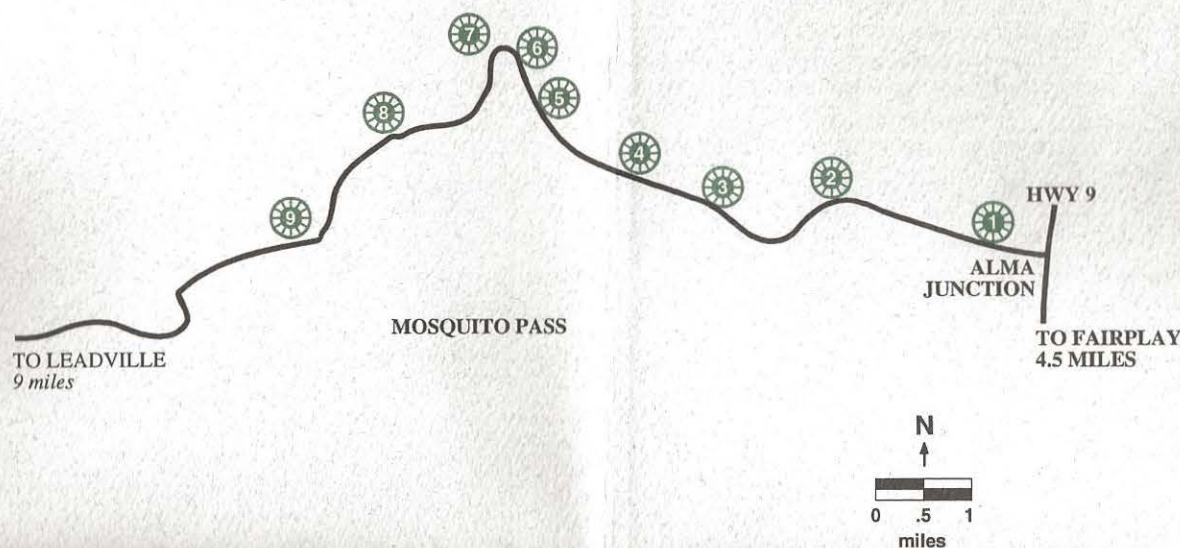 7
6
5
8
4
3
2
9
1
HWY 9
ALMA
JUNCTION
MOSQUITO PASS
TO LEADVILLE
9 miles
TO FAIRPLAY
4.5 MILES
N
0 .5 1
miles